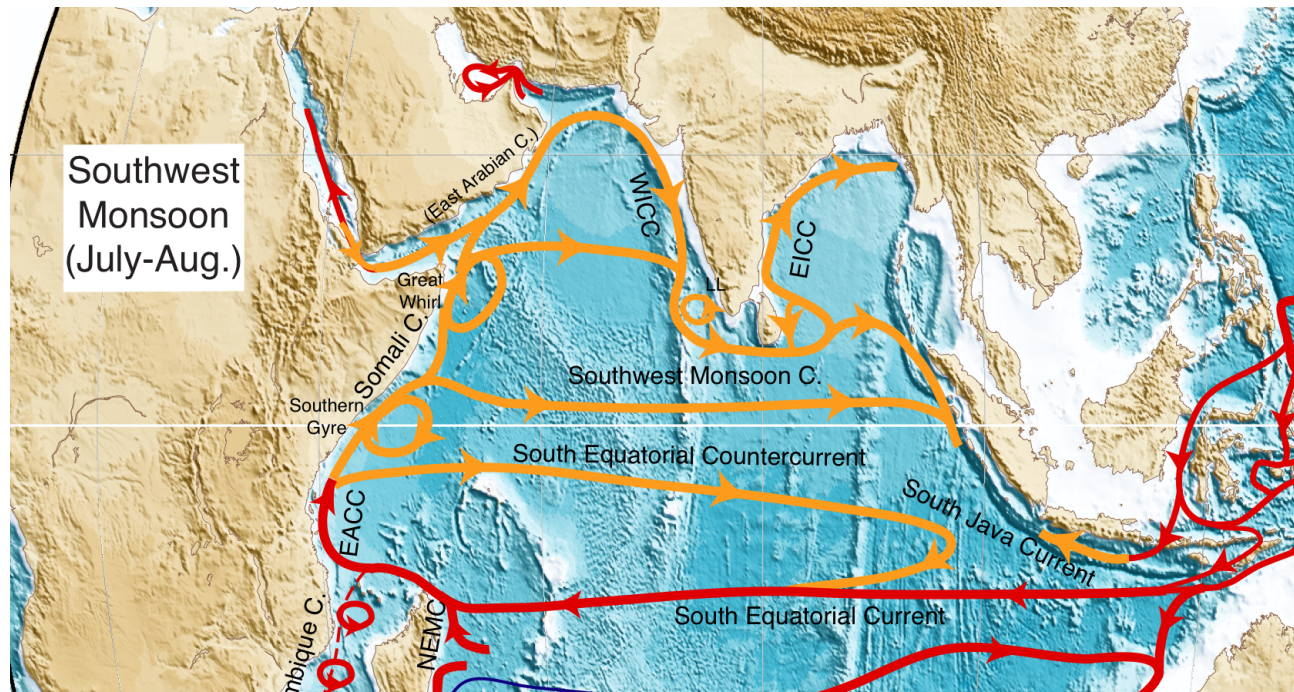 Southwest
Monsoon
(July-Aug.)
(East Arabian C.)
WICC
EICC
LL
Great
Whirl
Somali C.
Southwest Monsoon C.
Southern
Gyre
South Equatorial Countercurrent
South Java Current
EACC
South Equatorial Current
NEMC
mbique C.